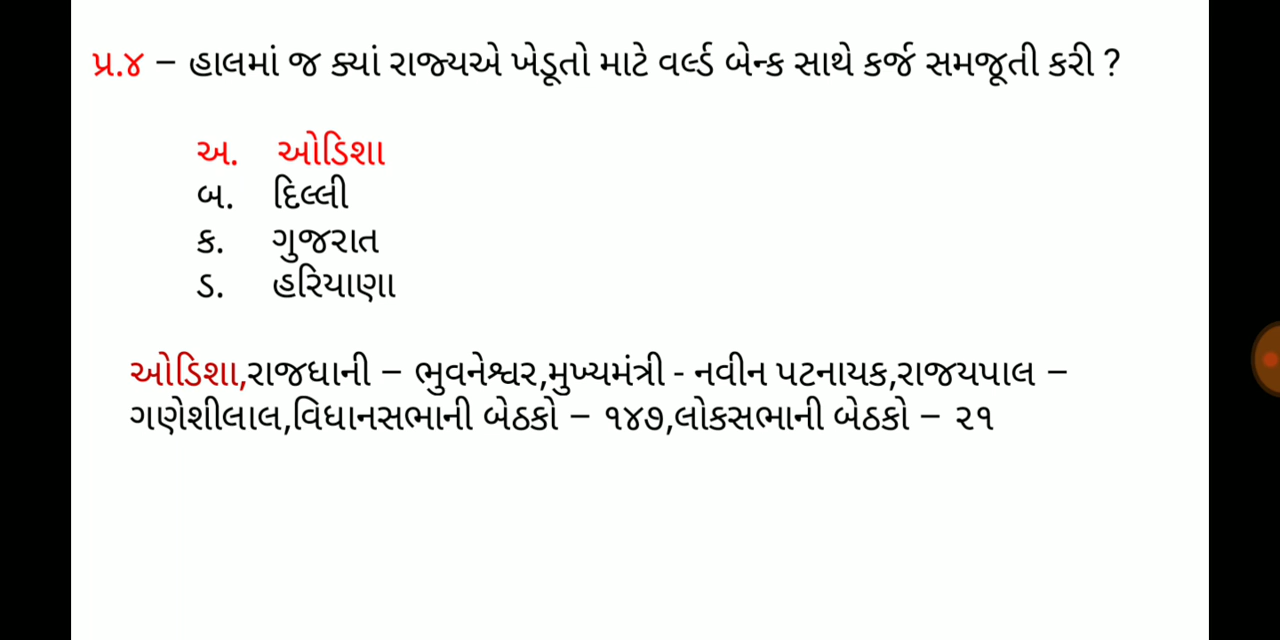 પ્ર.૪ – હાલમાં જ ક્યાં રાજ્યએ ખેડૂતો માટે વર્લ્ડ બેન્ક સાથે કર્જ સમજૂતી કરી ?
અ. ઓડિશા
બ. દિલ્લી
ક. ગુજરાત
ડ. હરિયાણા
ઓડિશા,રાજધાની – ભુવનેશ્વર,મુખ્યમંત્રી - નવીન પટનાયક,રાજયપાલ –
ગણેશીલાલ,વિધાનસભાની બેઠકો – ૧૪૭,લોકસભાની બેઠકો – ૨૧